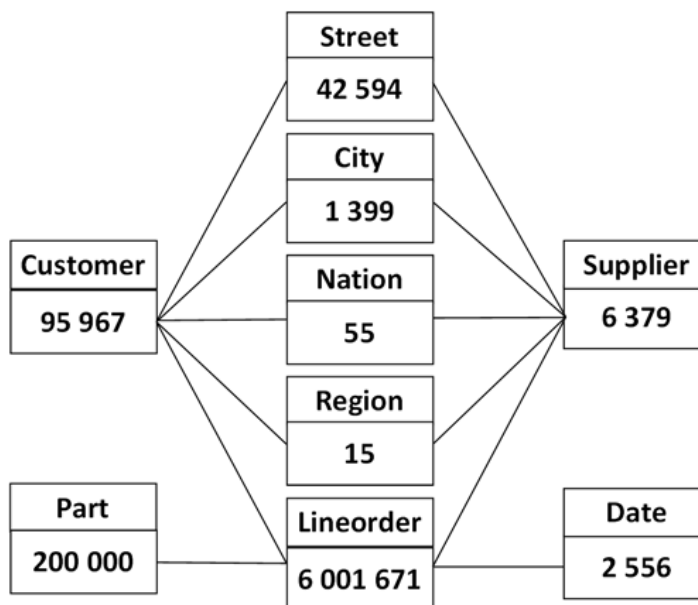 Street
42 594
City
1 399
Customer
95 967
Nation
55
Supplier
6 379
Region
15
Part
200 000
Lineorder
6 001 671
Date
2 556